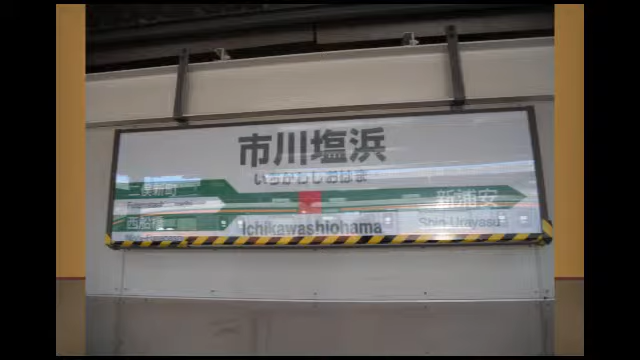 市川塩浜
いちかわしおはま
二俣新町
新浦安
西船橋
Ichikawashiohama
Shin-Urayasu